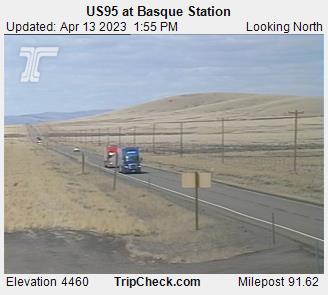 US95 at Basque Station
Updated: Apr 13 2023 1:55 PM Looking North
Elevation 4460 TripCheck.com Milepost 91.62